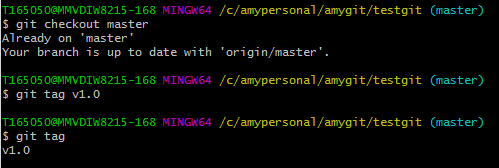 T165050@MMVDIW8215-168 MINGW64 /c/amypersonal/amygit/testgit (master)
$ git checkout master
Already on 'master'
Your branch is up to date with 'origin/master'.
T165050@MMVDIW8215-168 MINGW64 /c/amypersonal/amygit/testgit (master)
$ git tag v1.0
T165050@MMVDIW8215-168 MINGW64 /c/amypersonal/amygit/testgit (master)
$ git tag
v1.0